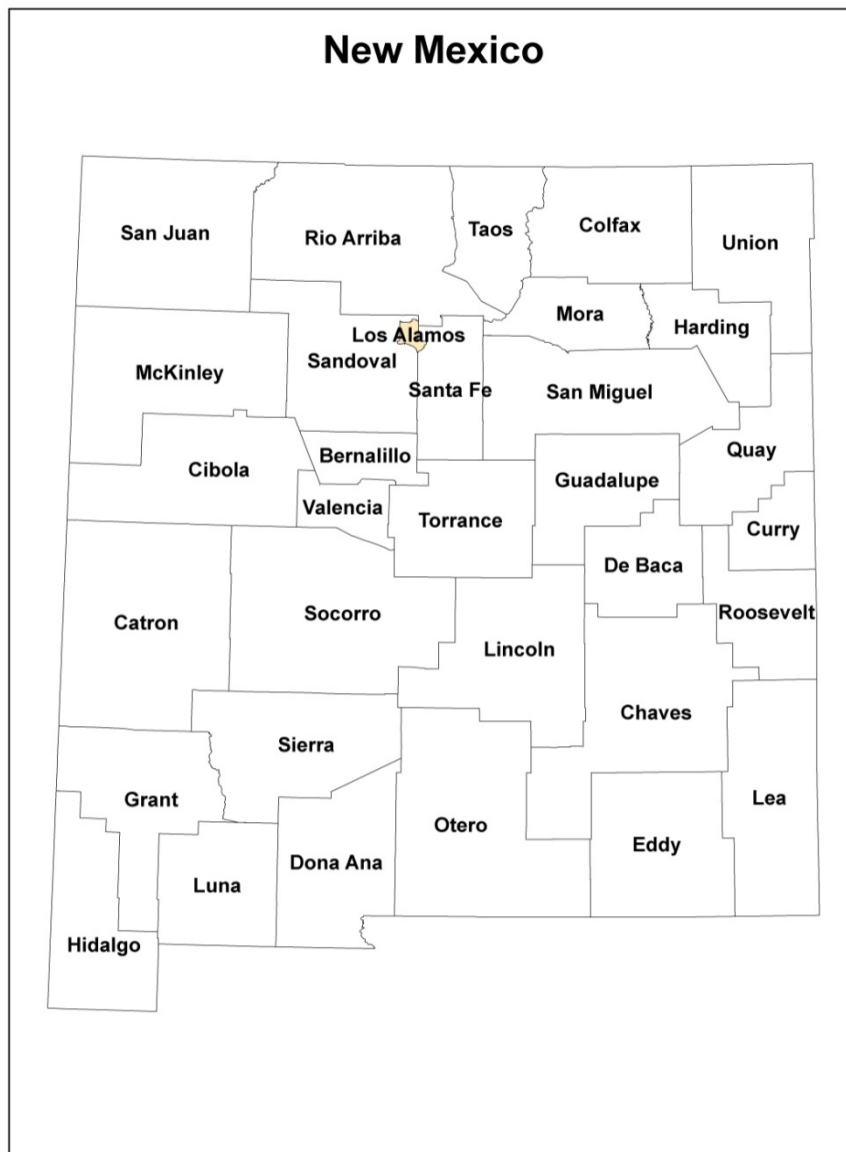 New Mexico
San Juan
Rio Arriba
Taos
Colfax
Union
Mora
Harding
Los Alamos
Sandoval
McKinley
Santa Fe
San Miguel
Bernalillo
Quay
Cibola
Guadalupe
Valencia
Torrance
Curry
De Baca
Roosevelt
Socorro
Catron
Lincoln
Chaves
Sierra
Grant
Lea
Otero
Eddy
Dona Ana
Luna
Hidalgo